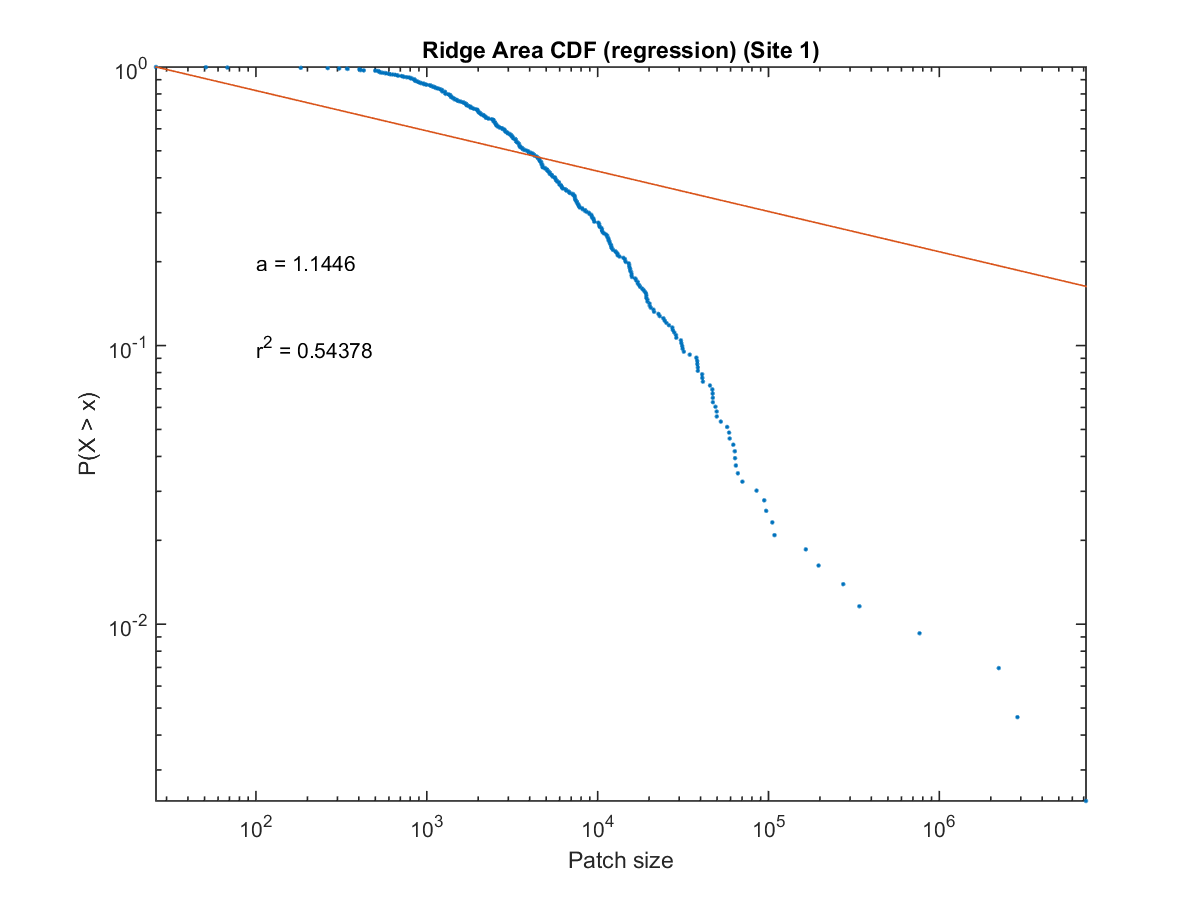 Ridge Area CDF (regression) (Site 1)
10^0
a = 1.1446
r^2 = 0.54378
10^-1
P(X > x)
10^-2
10^2 10^3 10^4 10^5 10^6
Patch size